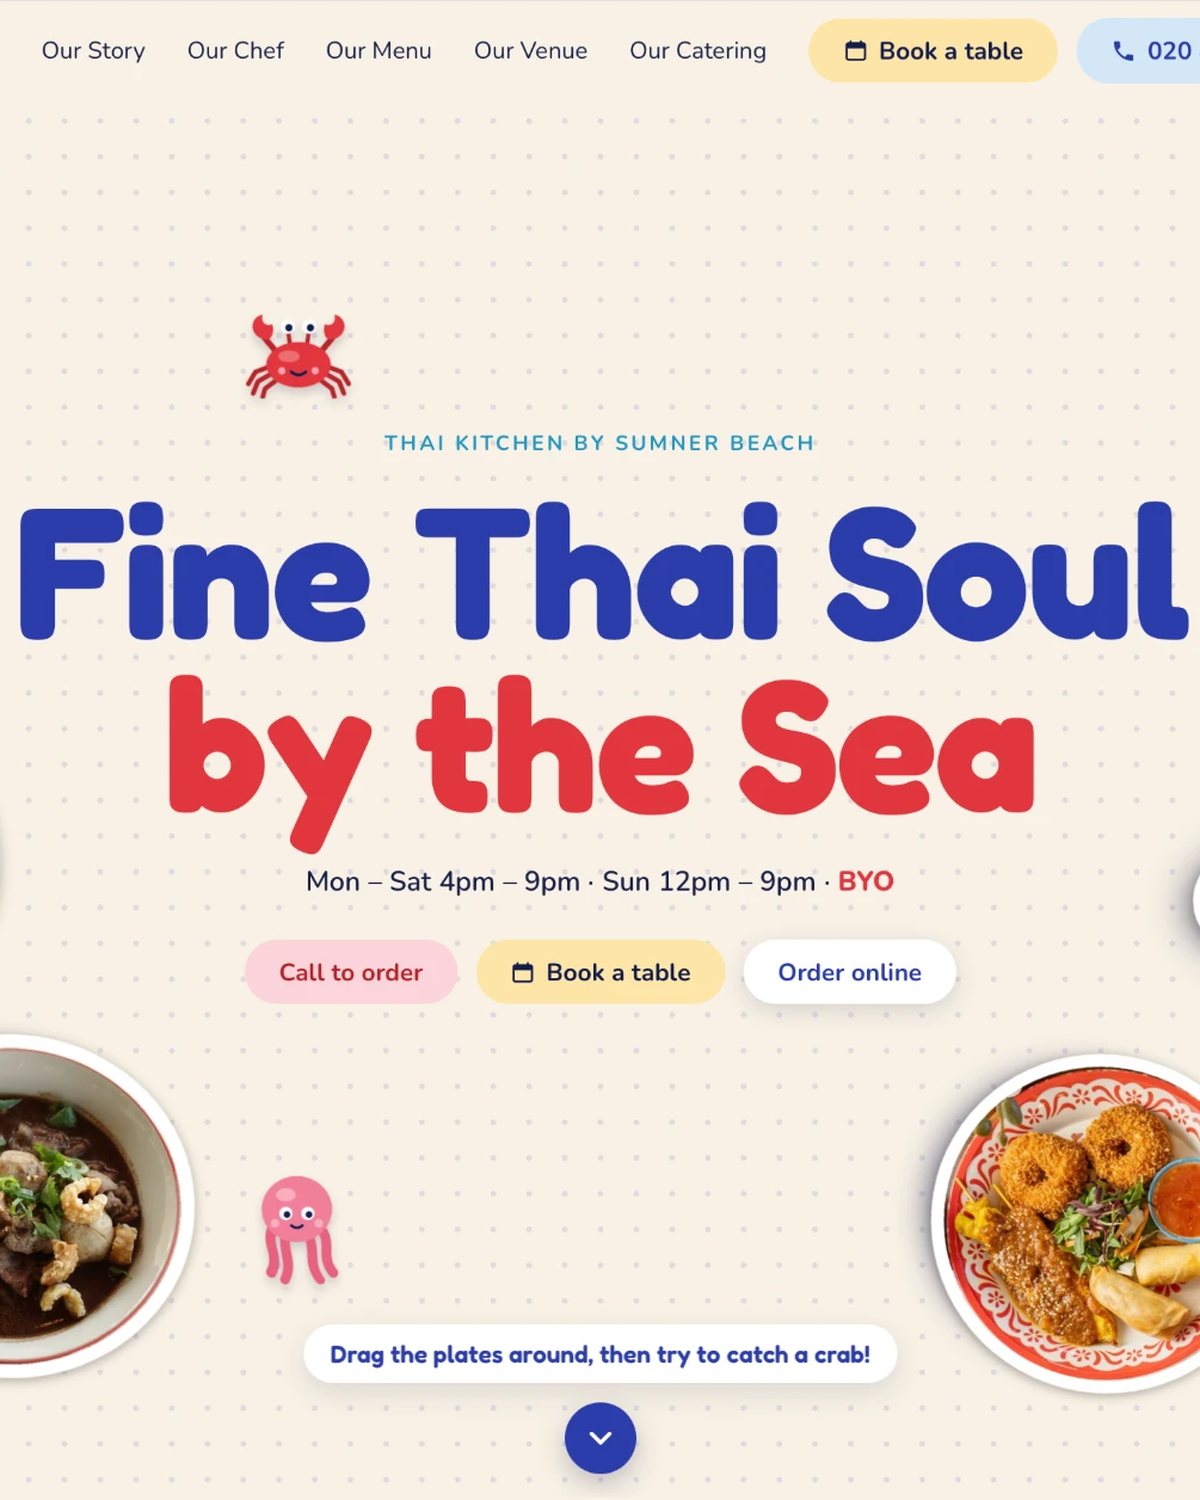 Our Story Our Chef Our Menu Our Venue Our Catering Book a table 020
THAI KITCHEN BY SUMNER BEACH
Fine Thai Soul
by the Sea
Mon – Sat 4pm – 9pm · Sun 12pm – 9pm · BYO
Call to order Book a table Order online
Drag the plates around, then try to catch a crab!